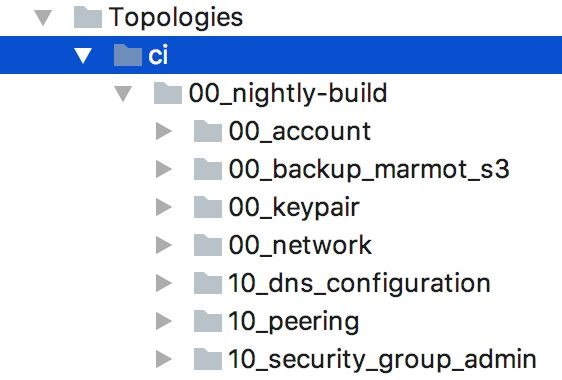 Topologies
ci
00_nightly-build
00_account
00_backup_marmot_s3
00_keypair
00_network
10_dns_configuration
10_peering
10_security_group_admin